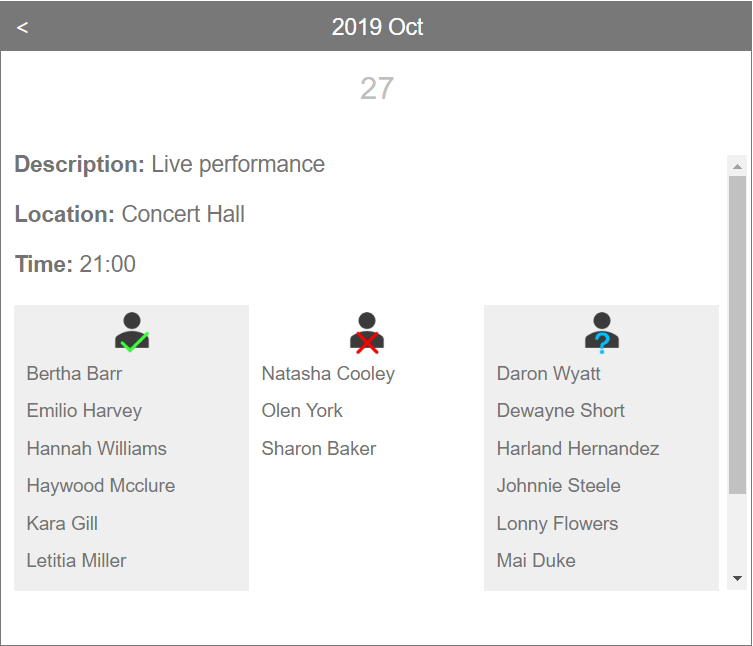 < 2019 Oct
27
Description: Live performance
Location: Concert Hall
Time: 21:00
Bertha Barr
Emilio Harvey
Hannah Williams
Haywood Mcclure
Kara Gill
Letitia Miller
Natasha Cooley
Olen York
Sharon Baker
?
Daron Wyatt
Dewayne Short
Harland Hernandez
Johnnie Steele
Lonny Flowers
Mai Duke